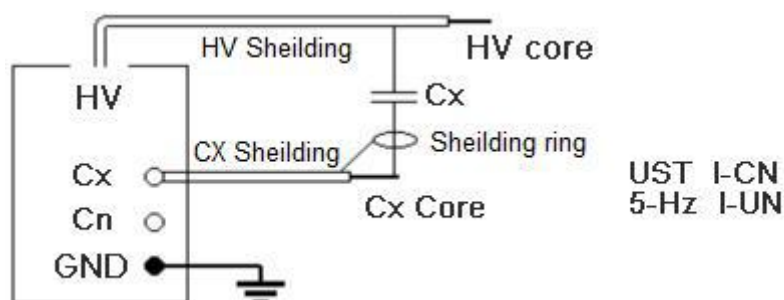 HV Sheilding
HV core
HV
Cx
CX Sheilding
Sheilding ring
Cx
Cx Core
UST I-CN
5-Hz I-UN
Cn
GND